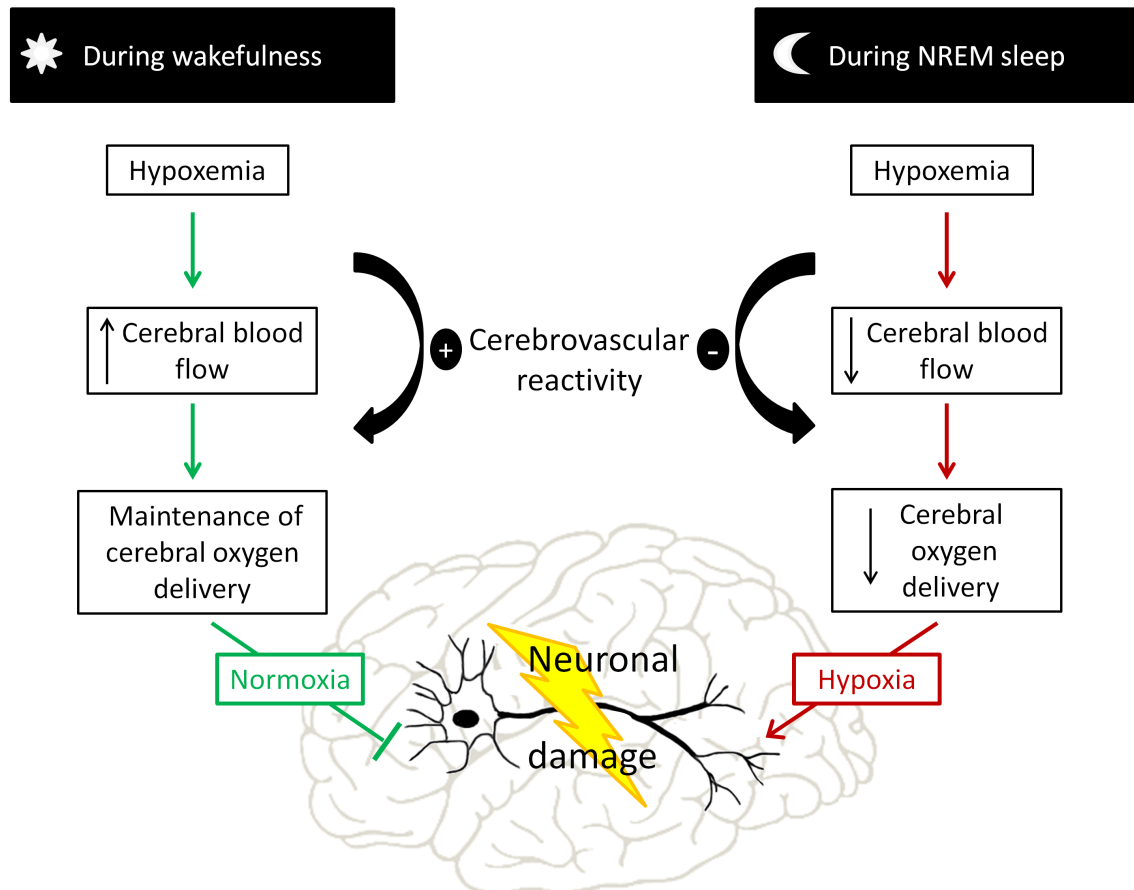 During wakefulness
During NREM sleep
Hypoxemia
Hypoxemia
↑ Cerebral blood
flow
+
Cerebrovascular
reactivity
-
↓ Cerebral blood
flow
Maintenance of
cerebral oxygen
delivery
↓ Cerebral
oxygen
delivery
Normoxia
Neuronal
damage
Hypoxia